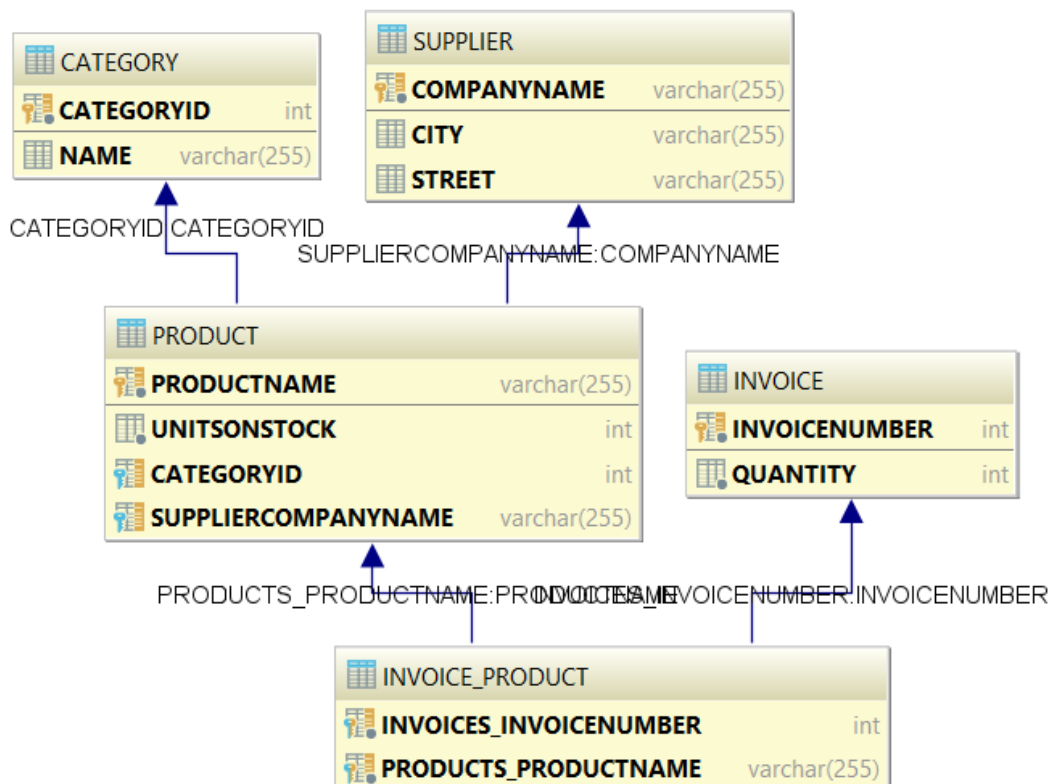 CATEGORY
CATEGORYID int
NAME varchar(255)
SUPPLIER
COMPANYNAME varchar(255)
CITY varchar(255)
STREET varchar(255)
CATEGORYID:CATEGORYID
SUPPLIERCOMPANYNAME:COMPANYNAME
PRODUCT
PRODUCTNAME varchar(255)
UNITSONSTOCK int
CATEGORYID int
SUPPLIERCOMPANYNAME varchar(255)
INVOICE
INVOICENUMBER int
QUANTITY int
PRODUCTS_PRODUCTNAME:PRODUCTNAME
INVOICES_INVOICENUMBER:INVOICENUMBER
INVOICE_PRODUCT
INVOICES_INVOICENUMBER int
PRODUCTS_PRODUCTNAME varchar(255)